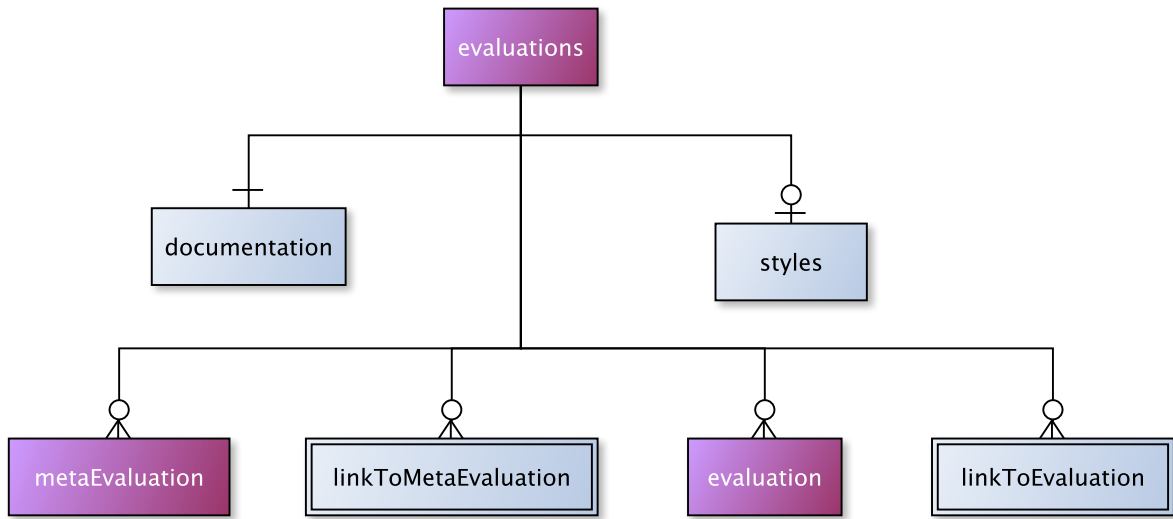 evaluations
documentation
styles
metaEvaluation
linkToMetaEvaluation
evaluation
linkToEvaluation